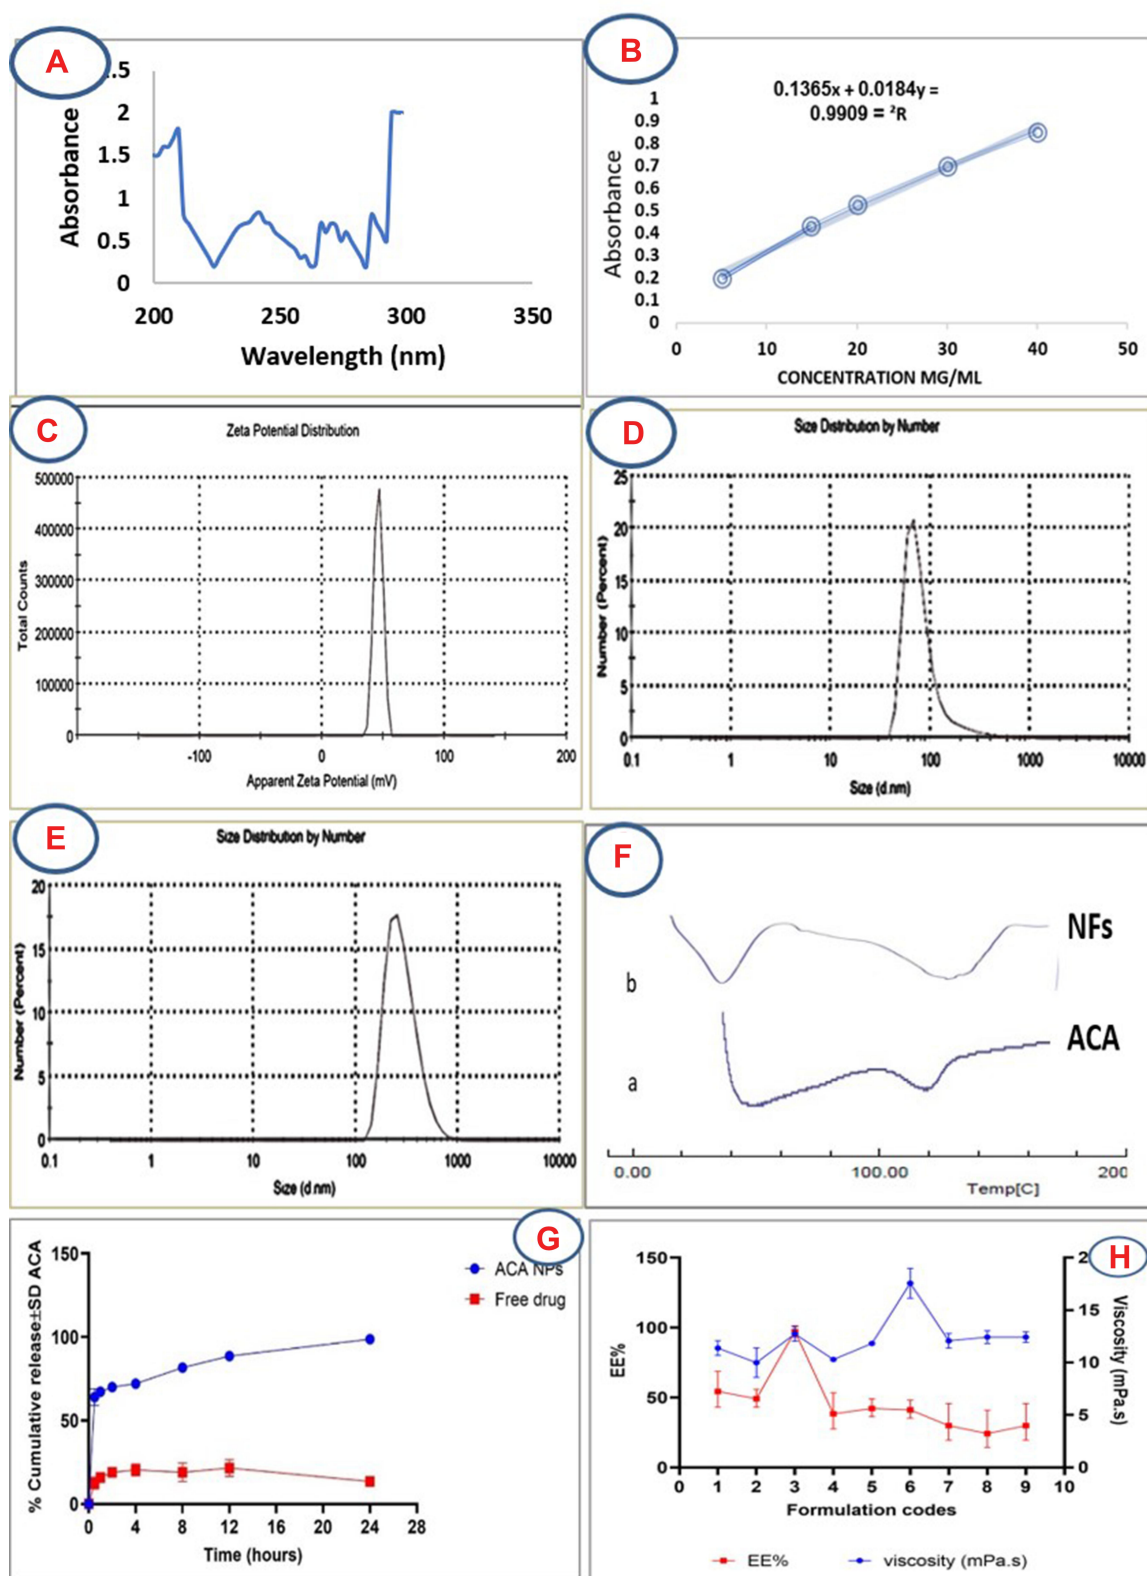 A
.5
2
1.5
1
0.5
0
Absorbance
200 250 300 350
Wavelength (nm)
B
0.1365x + 0.0184y =
0.9909 = ²R
1
0.9
0.8
0.7
0.6
0.5
0.4
0.3
0.2
0.1
0
Absorbance
0 10 20 30 40 50
CONCENTRATION MG/ML
C
Zeta Potential Distribution
500000
400000
300000
200000
100000
0
Total Counts
-100 0 100 200
Apparent Zeta Potential (mV)
D
Size Distribution by Number
25
20
15
10
5
0
Number (Percent)
0.1 1 10 100 1000 10000
Size (d.nm)
E
Size Distribution by Number
20
15
10
5
0
Number (Percent)
0.1 1 10 100 1000 10000
Size (d.nm)
F
NFs
b
ACA
a
0.00 100.00 200
Temp[C]
G
ACA NPs
Free drug
150
100
50
0
% Cumulative release±SD ACA
0 4 8 12 16 20 24 28
Time (hours)
H
150
100
50
0
EE%
2
15
10
5
0
Viscosity (mPa.s)
0 1 2 3 4 5 6 7 8 9 10
Formulation codes
EE% viscosity (mPa.s)